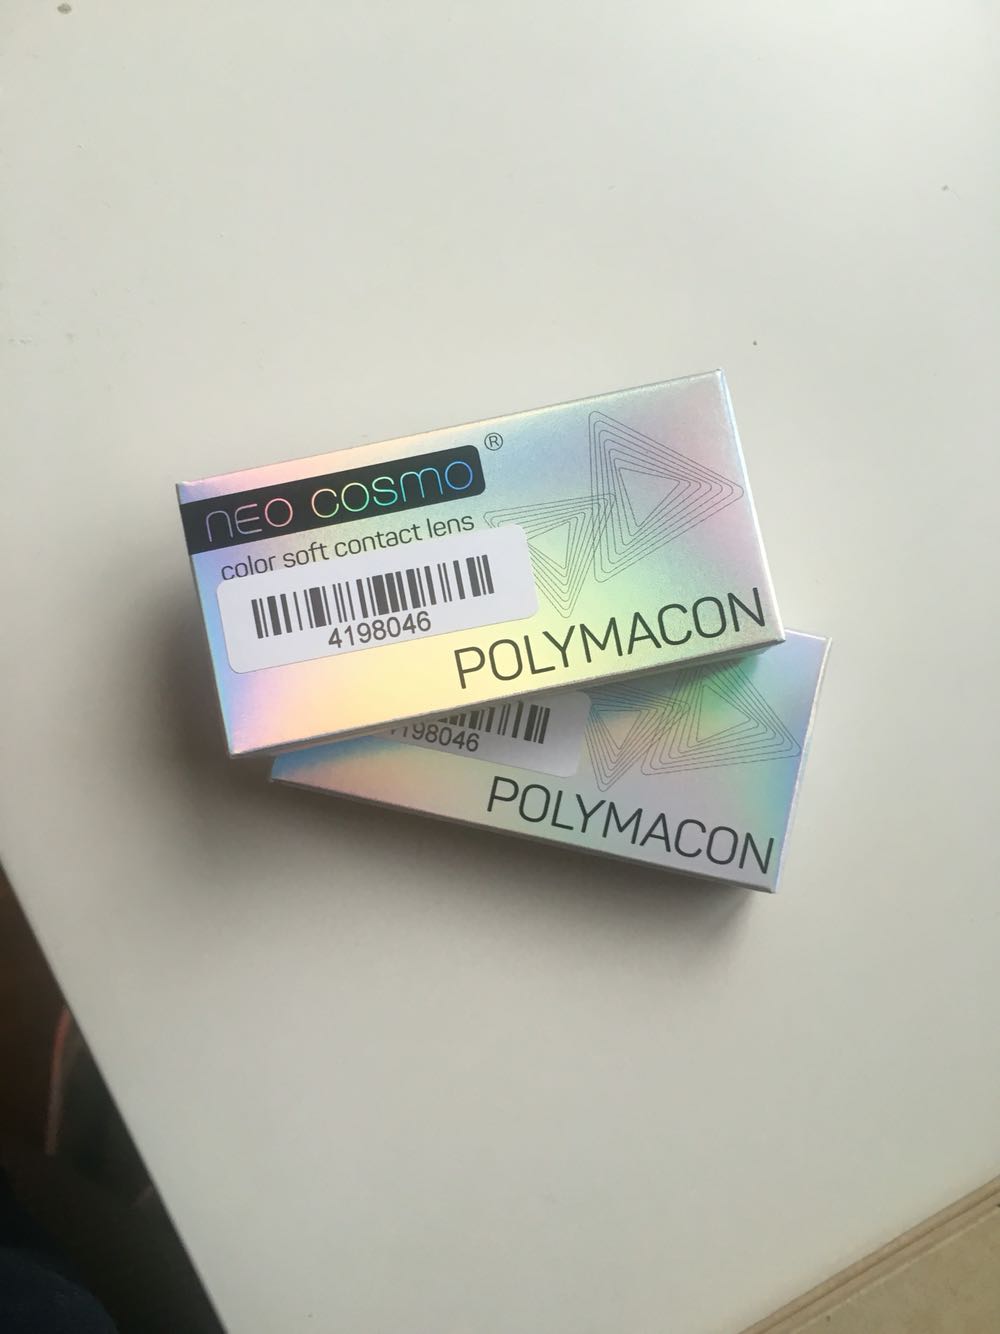 neo cosmo ®
color soft contact lens
4198046
POLYMACON
198046
POLYMACON